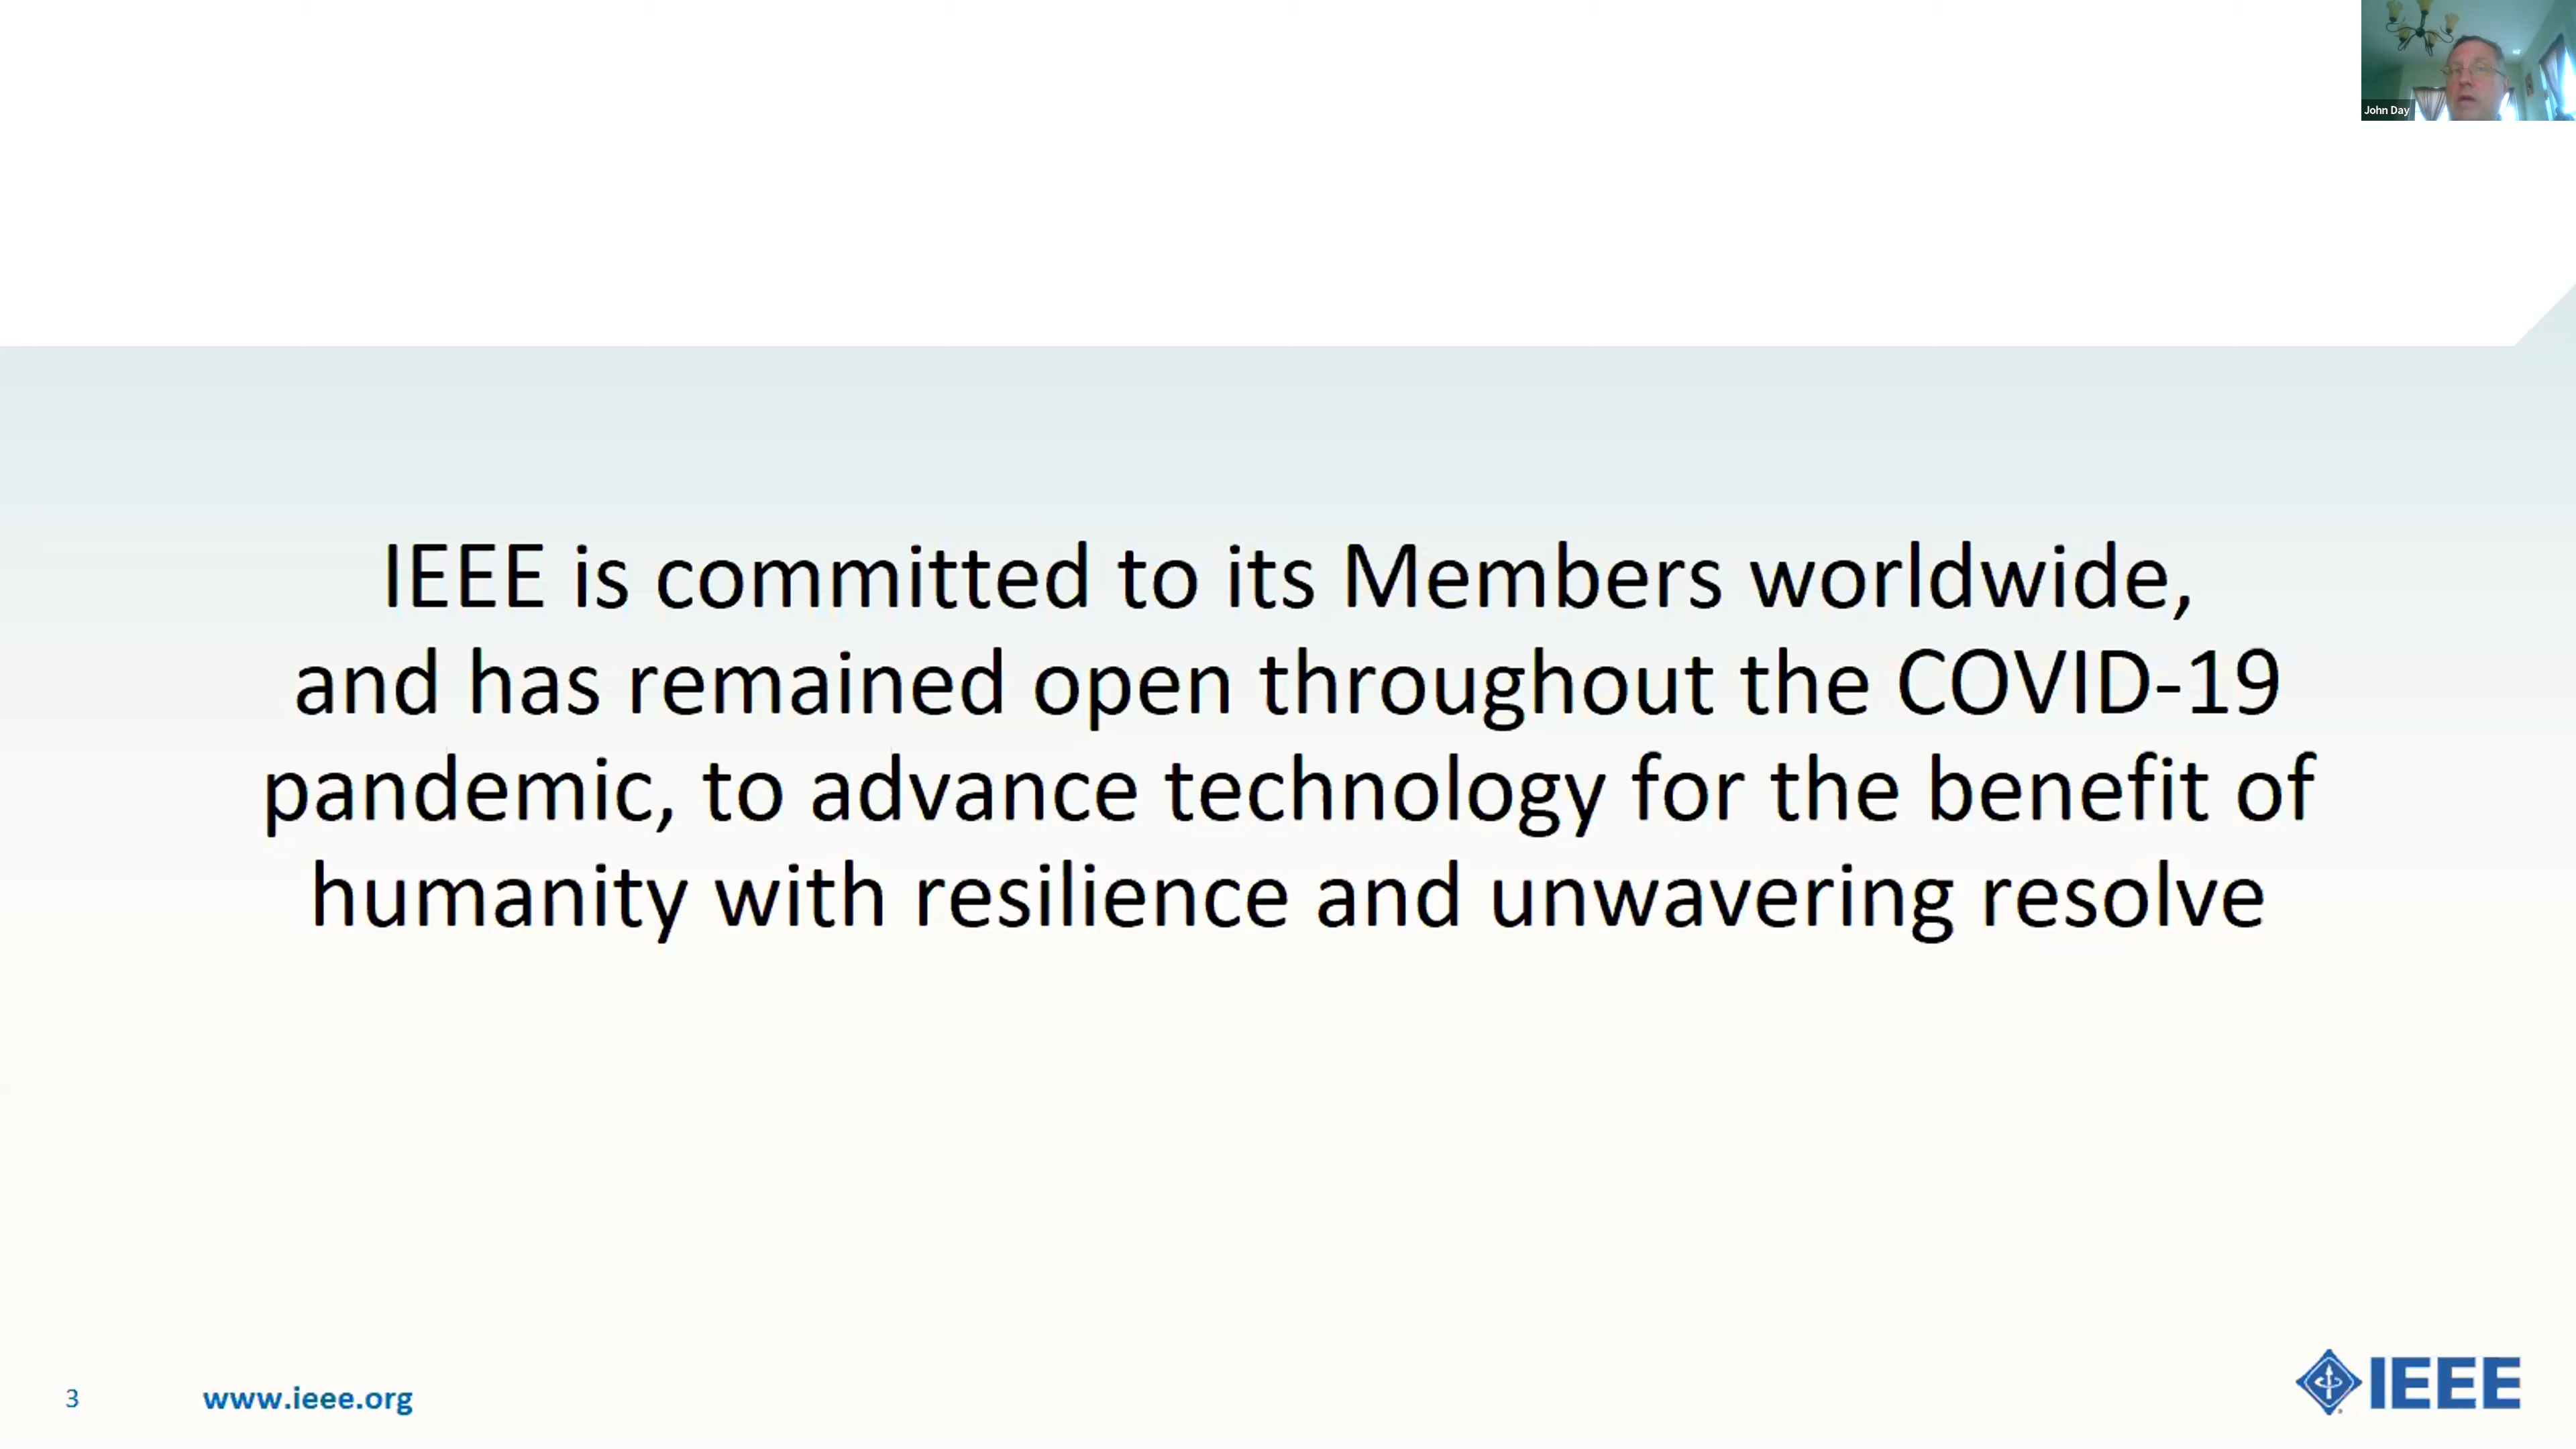 John Day
IEEE is committed to its Members worldwide,
and has remained open throughout the COVID-19
pandemic, to advance technology for the benefit of
humanity with resilience and unwavering resolve
3
www.ieee.org
IEEE